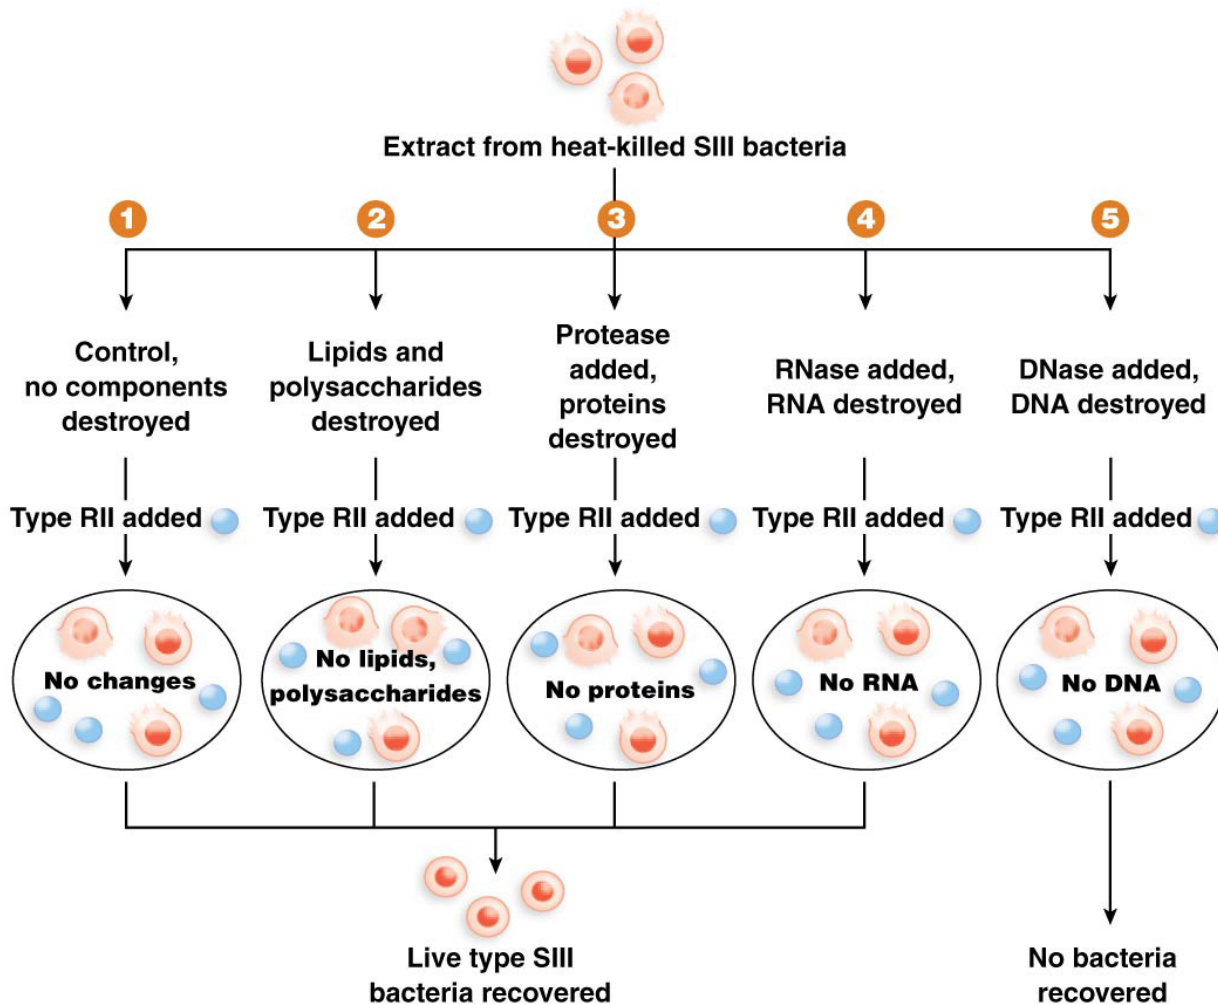 Extract from heat-killed SIII bacteria
1
2
3
4
5
Control,
no components
destroyed
Lipids and
polysaccharides
destroyed
Protease
added,
proteins
destroyed
RNase added,
RNA destroyed
DNase added,
DNA destroyed
Type RII added
Type RII added
Type RII added
Type RII added
Type RII added
No changes
No lipids,
polysaccharides
No proteins
No RNA
No DNA
Live type SIII
bacteria recovered
No bacteria
recovered